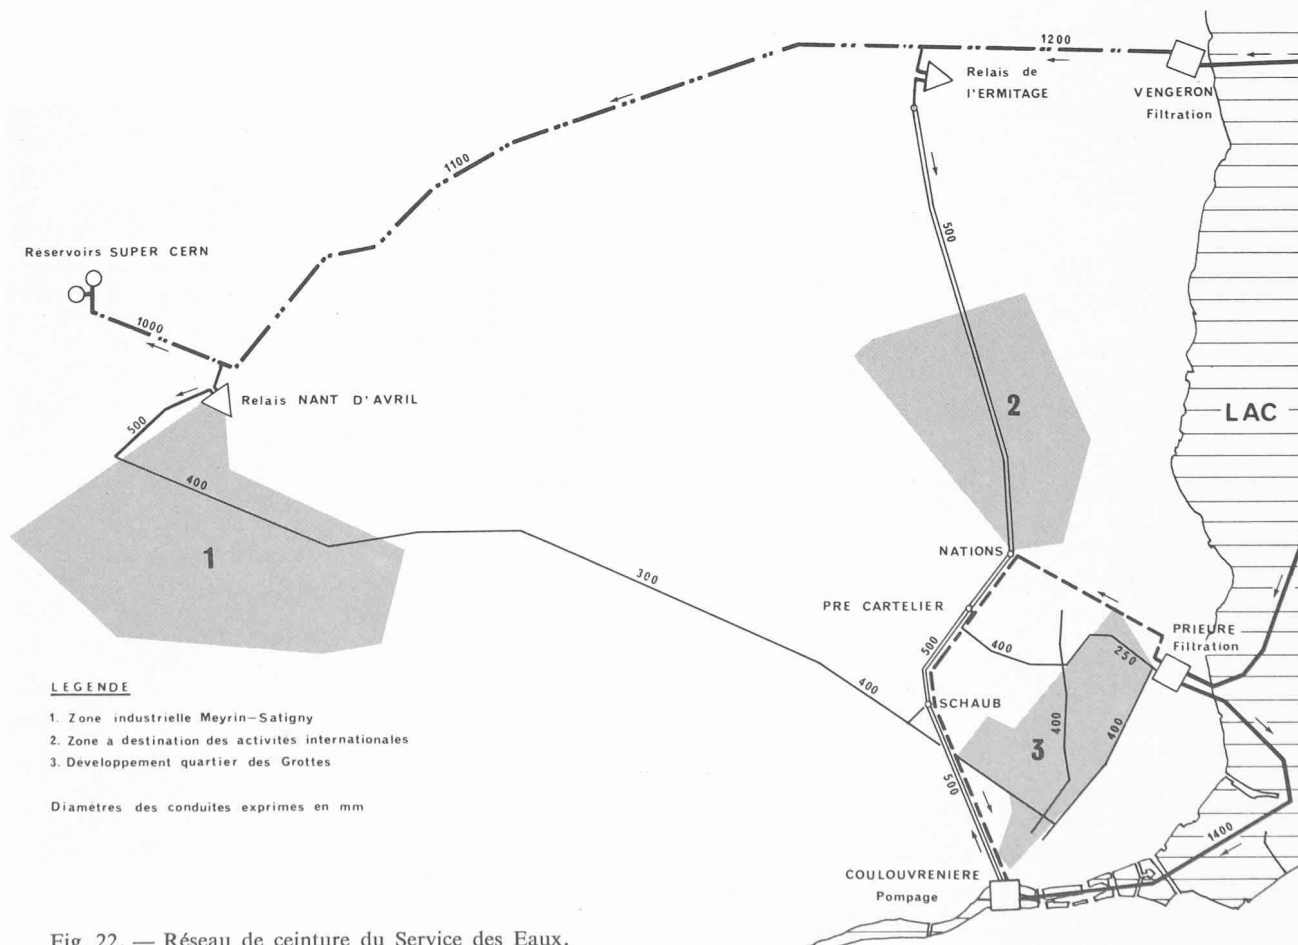 1200
Relais de
l'ERMITAGE
VENGERON
Filtration
1100
500
Réservoirs SUPER CERN
1000
Relais NANT D'AVRIL
500
400
2
LAC
1
300
NATIONS
PRE CARTELIER
PRIEURE
Filtration
500
400
250
400
SCHAUB
400
400
3
500
1400
COULOUVRENIERE
Pompage
LEGENDE
1. Zone industrielle Meyrin-Satigny
2. Zone à destination des activités internationales
3. Développement quartier des Grottes
Diamètres des conduites exprimés en mm
Fig. 22. — Réseau de ceinture du Service des Eaux.